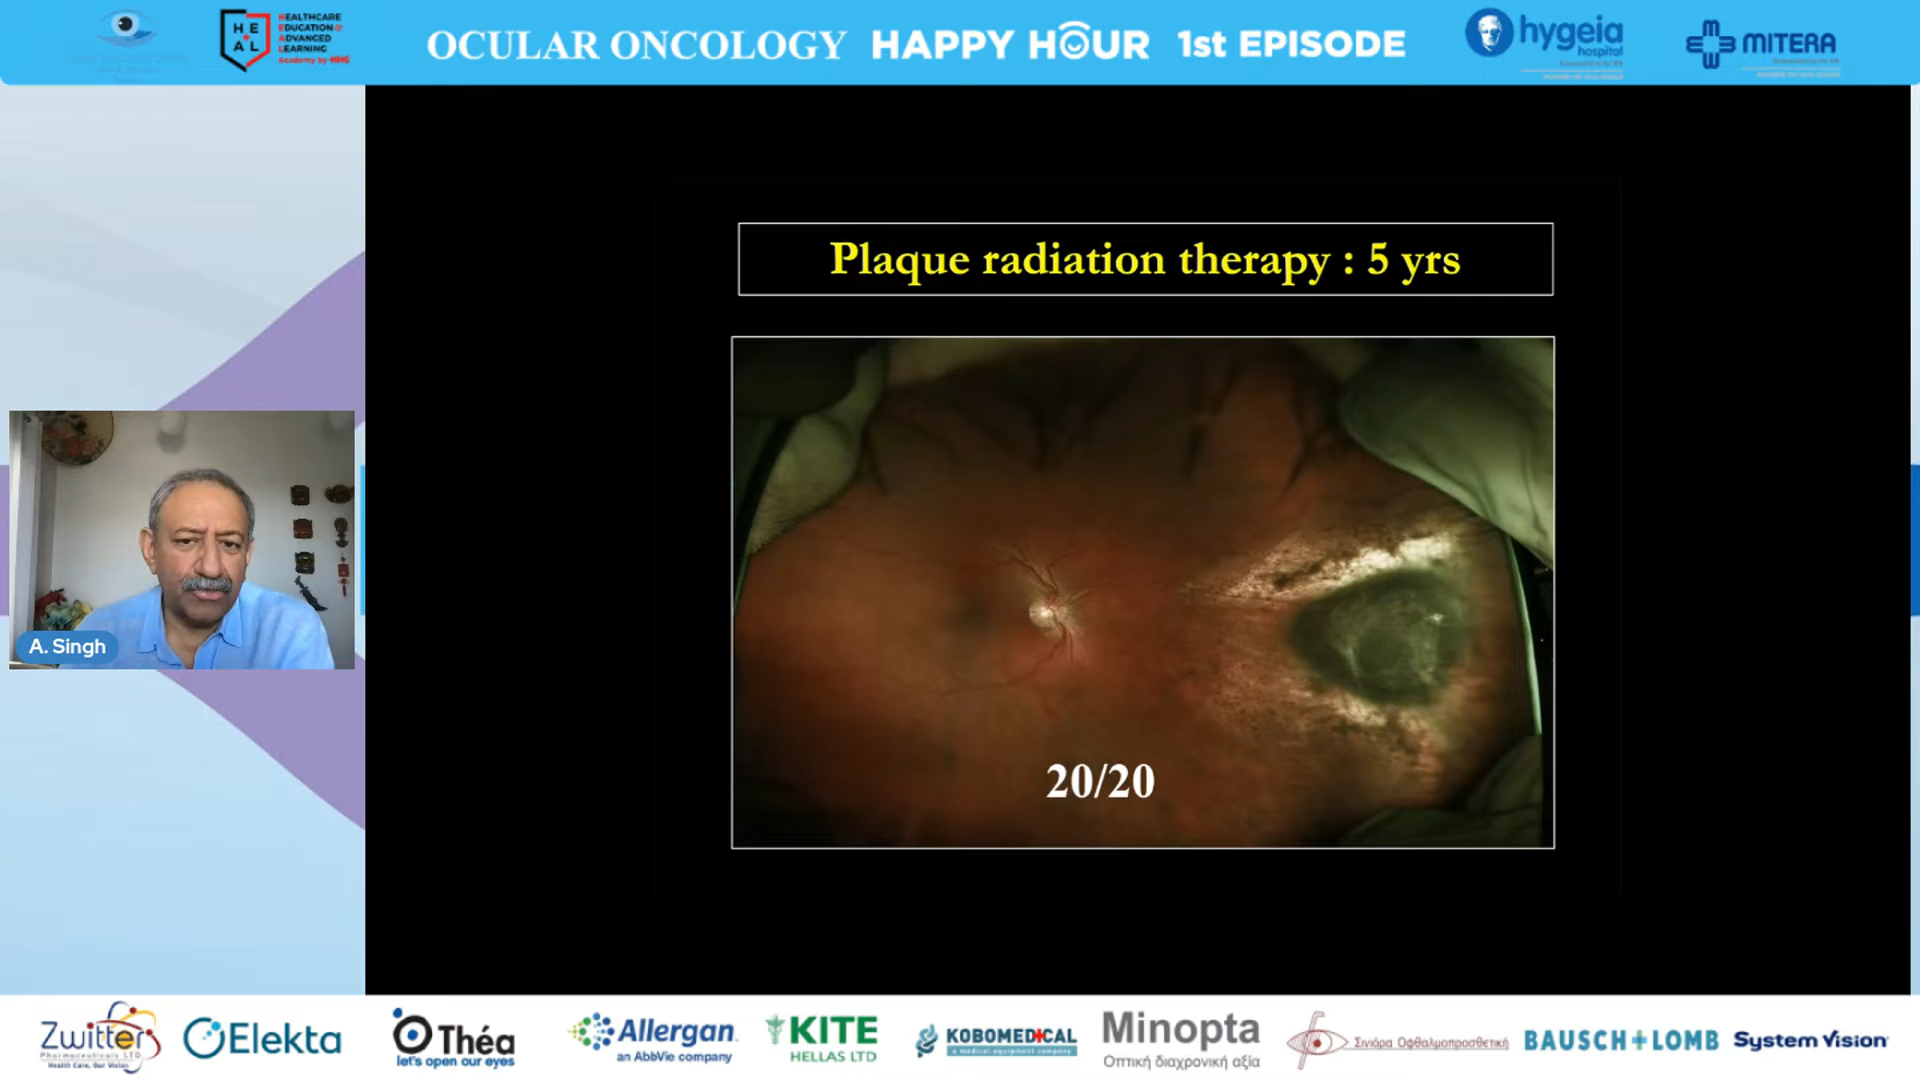 HEALTHCARE
EDUCATION &
ADVANCED
LEARNING
Academy by HHG
HE
AL
OCULAR ONCOLOGY HAPPY HOUR 1st EPISODE
hygeia
hospital
MITERA
Plaque radiation therapy : 5 yrs
20/20
A. Singh
Zwitter
Pharmaceuticals LTD
Health Care, Our Vision
Elekta
Théa
let's open our eyes
Allergan
an AbbVie company
KITE
HELLAS LTD
KOBOMEDICAL
a medical equipment company
Minopta
Οπτική διαχρονική αξία
Σινιόρα Οφθαλμοπροσθετική
BAUSCH + LOMB
System Vision